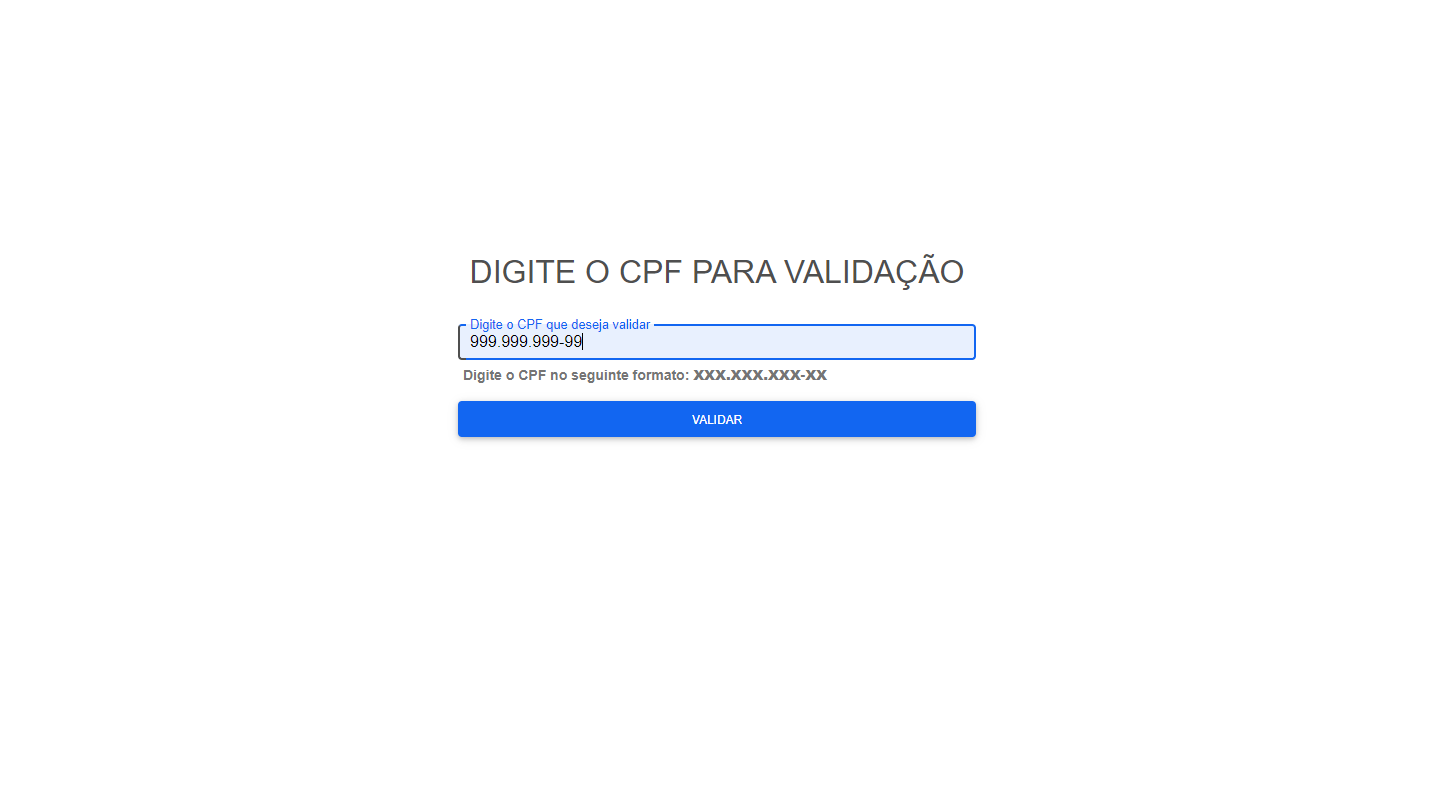 DIGITE O CPF PARA VALIDAÇÃO
Digite o CPF que deseja validar
999.999.999-99
Digite o CPF no seguinte formato: XXX.XXX.XXX-XX
VALIDAR